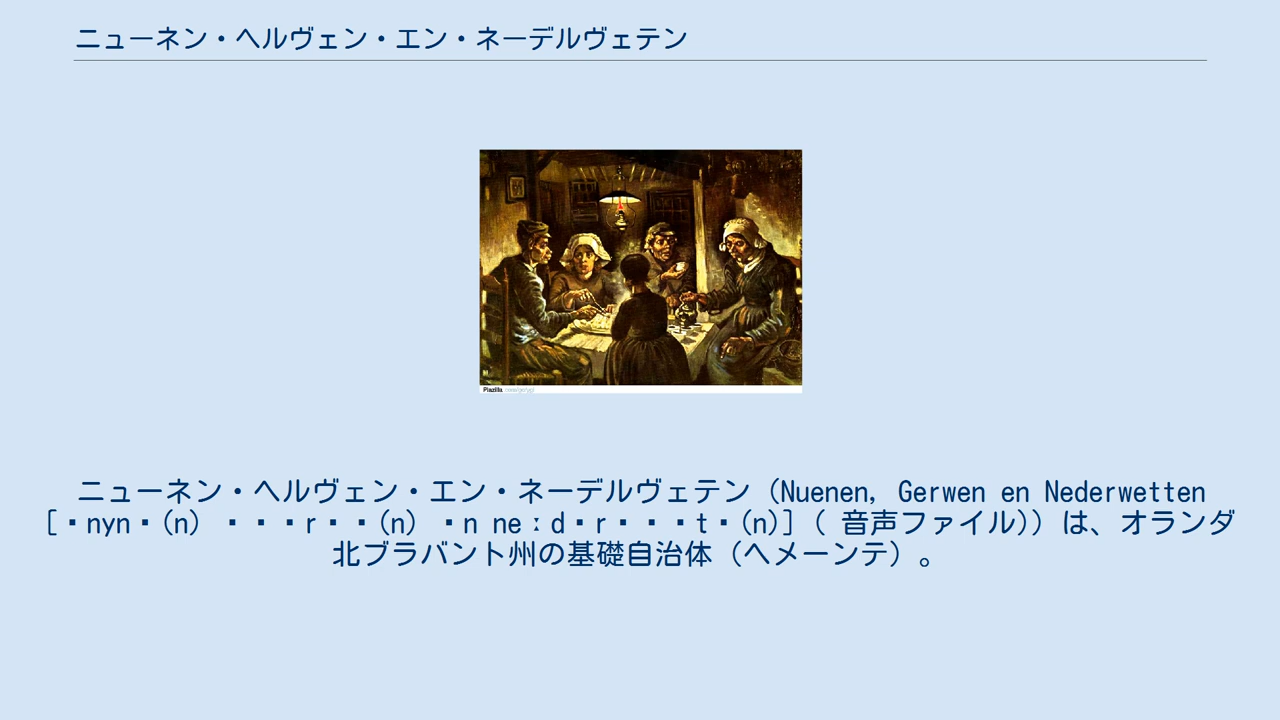 ニューネン・ヘルヴェン・エン・ネーデルヴェテン
ニューネン・ヘルヴェン・エン・ネーデルヴェテン（Nuenen, Gerwen en Nederwetten
[▪nyn▪(n) ▪▪▪r▪▪(n) ▪n neːd▪r▪▪▪t▪(n)]（ 音声ファイル)）は、オランダ
北ブラバント州の基礎自治体（ヘメーンテ）。